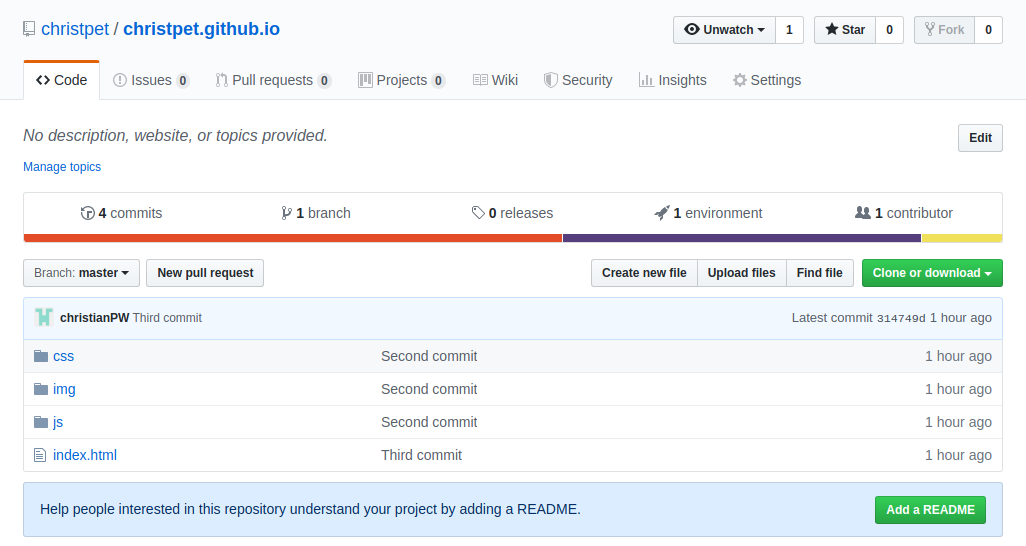 christpet / christpet.github.io Unwatch 1 Star 0 Fork 0
Code Issues 0 Pull requests 0 Projects 0 Wiki Security Insights Settings
No description, website, or topics provided. Edit
Manage topics
4 commits 1 branch 0 releases 1 environment 1 contributor
Branch: master New pull request Create new file Upload files Find file Clone or download
christianPW Third commit Latest commit 314749d 1 hour ago
css Second commit 1 hour ago
img Second commit 1 hour ago
js Second commit 1 hour ago
index.html Third commit 1 hour ago
Help people interested in this repository understand your project by adding a README. Add a README